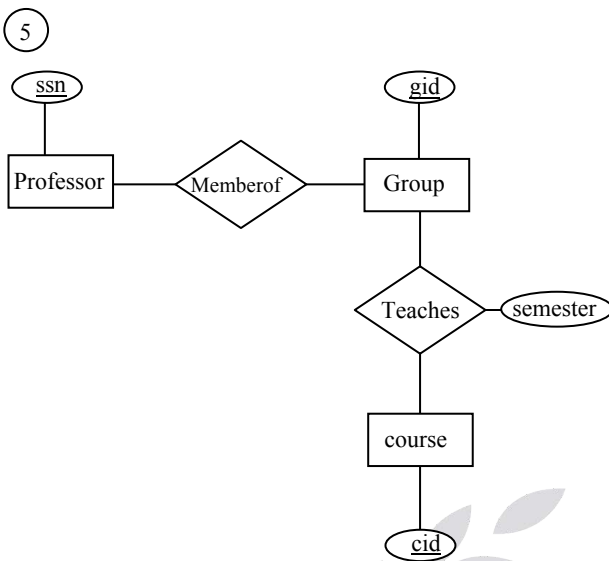 5
ssn
gid
Professor
Memberof
Group
Teaches
semester
course
cid